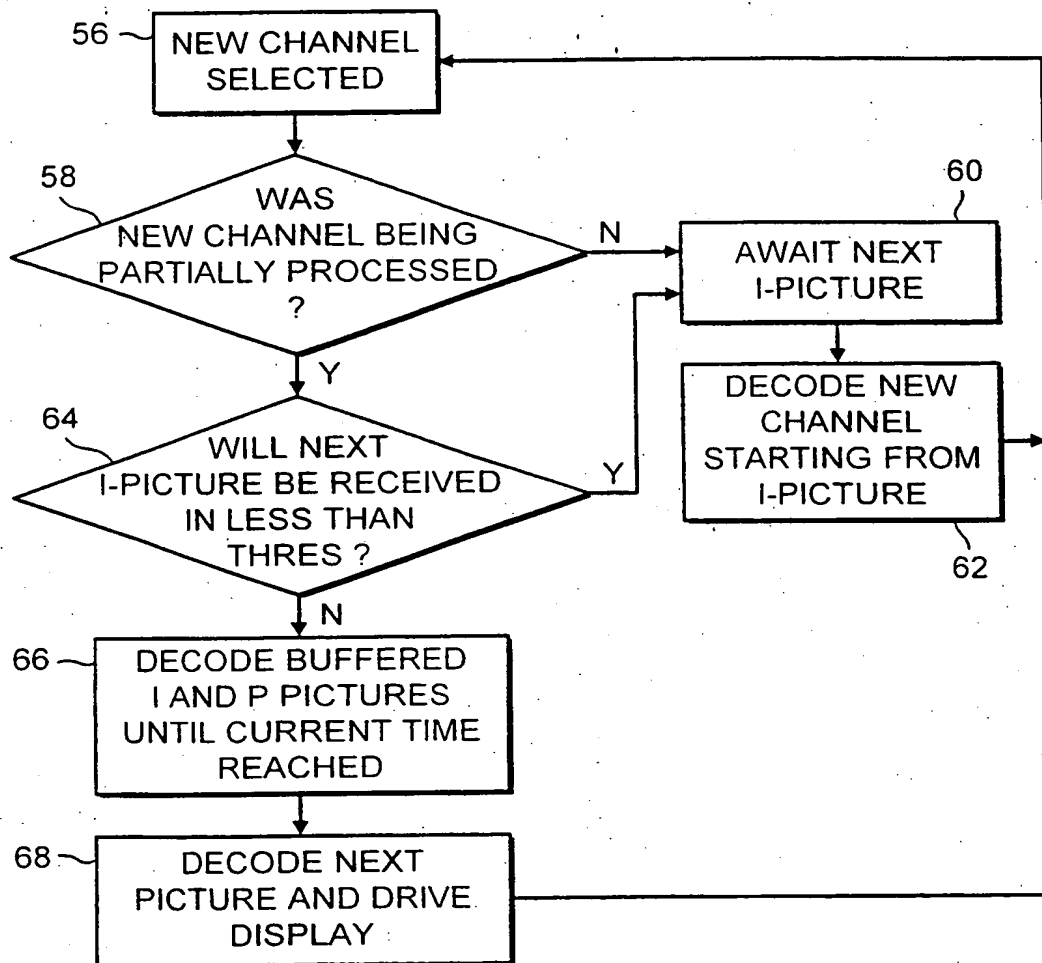 56
NEW CHANNEL
SELECTED
58
WAS
NEW CHANNEL BEING
PARTIALLY PROCESSED
?
N
Y
60
AWAIT NEXT
I-PICTURE
DECODE NEW
CHANNEL
STARTING FROM
I-PICTURE
62
64
WILL NEXT
I-PICTURE BE RECEIVED
IN LESS THAN
THRES ?
Y
N
66
DECODE BUFFERED
I AND P PICTURES
UNTIL CURRENT TIME
REACHED
68
DECODE NEXT
PICTURE AND DRIVE
DISPLAY